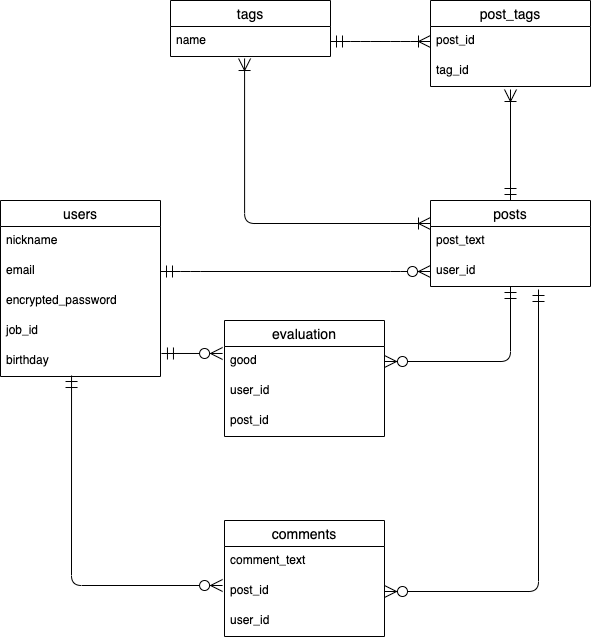 tags
name
post_tags
post_id
tag_id
users
nickname
email
encrypted_password
job_id
birthday
posts
post_text
user_id
evaluation
good
user_id
post_id
comments
comment_text
post_id
user_id